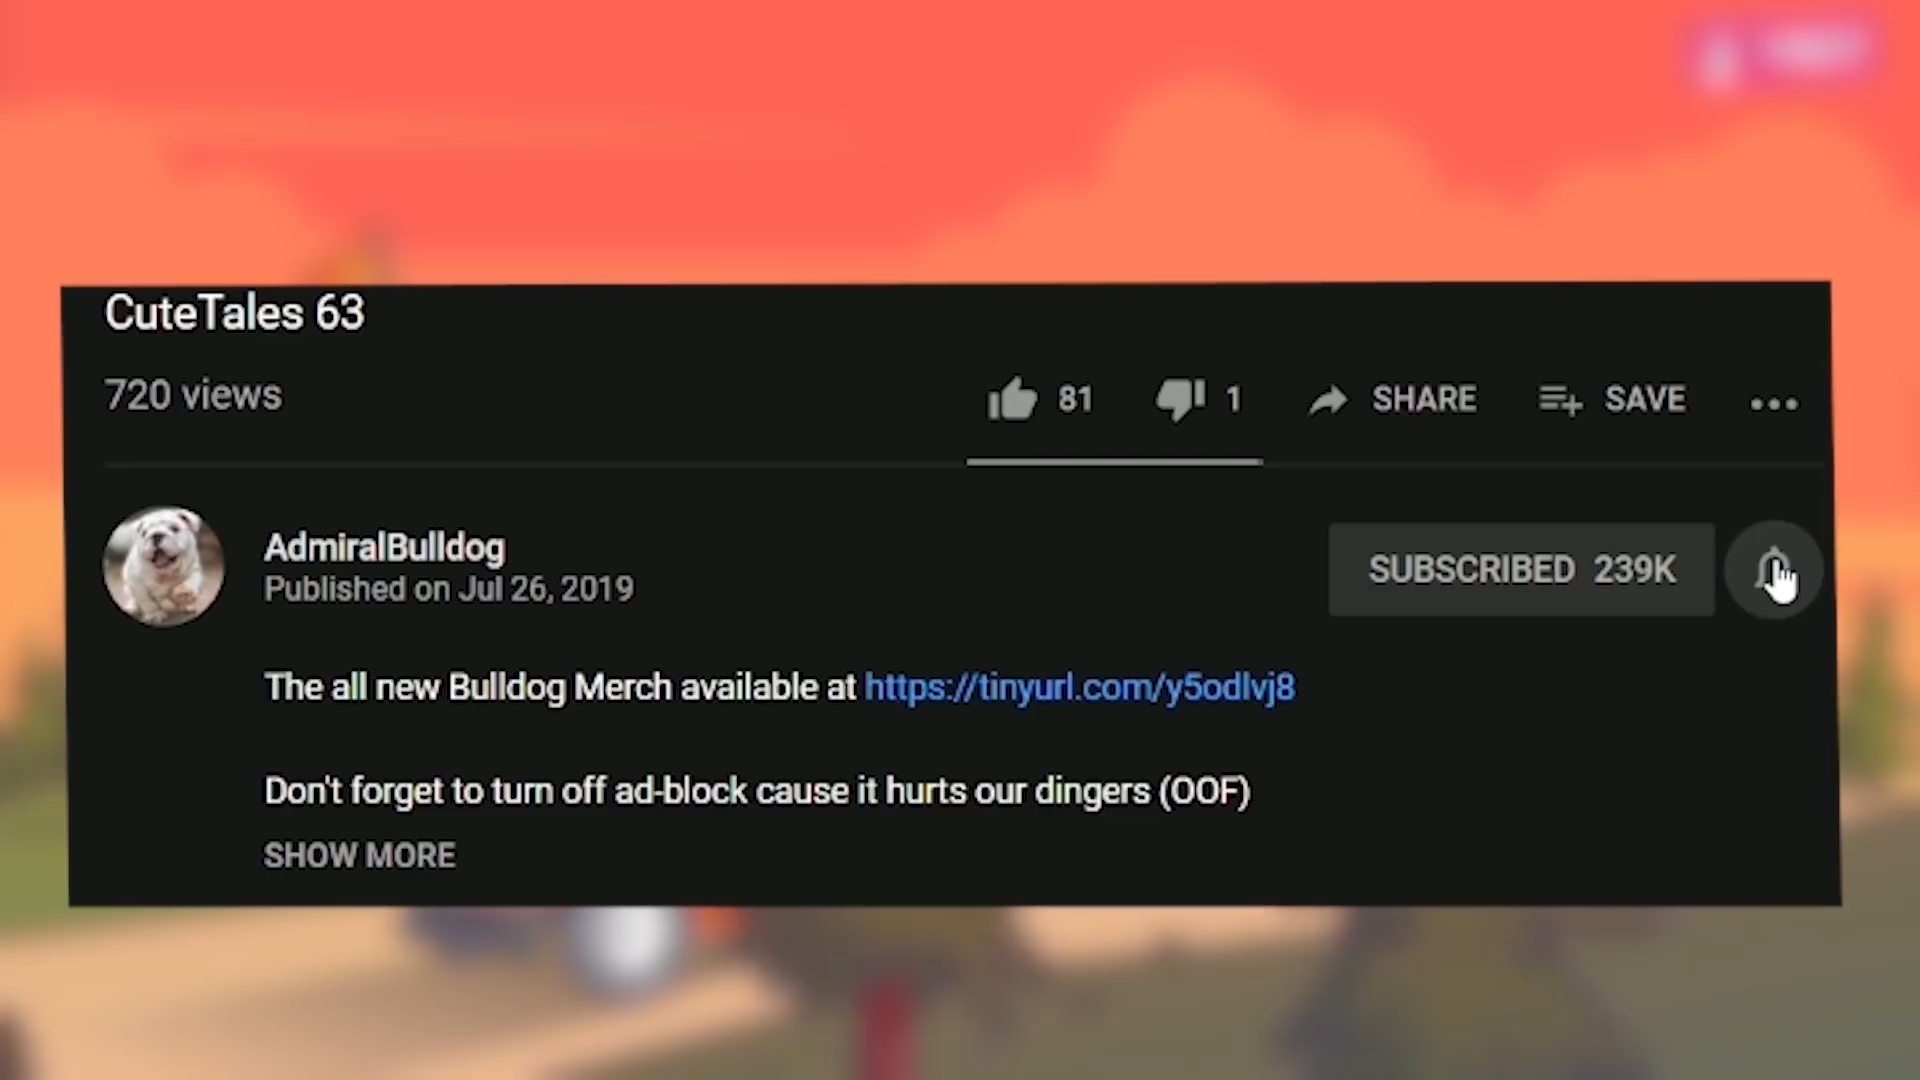 CuteTales 63
720 views
81 1 SHARE SAVE
AdmiralBulldog
SUBSCRIBED 239K
Published on Jul 26, 2019
The all new Bulldog Merch available at https://tinyurl.com/y5odlvj8
Don't forget to turn off ad-block cause it hurts our dingers (OOF)
SHOW MORE